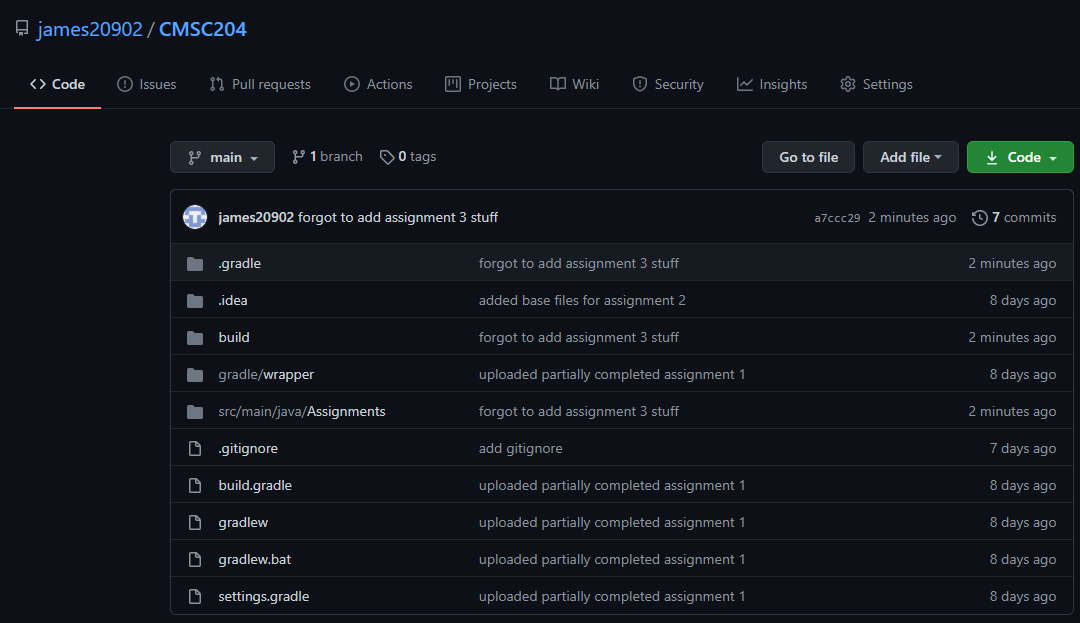 james20902 / CMSC204
Code Issues Pull requests Actions Projects Wiki Security Insights Settings
main 1 branch 0 tags Go to file Add file Code
james20902 forgot to add assignment 3 stuff a7ccc29 2 minutes ago 7 commits
.gradle forgot to add assignment 3 stuff 2 minutes ago
.idea added base files for assignment 2 8 days ago
build forgot to add assignment 3 stuff 2 minutes ago
gradle/wrapper uploaded partially completed assignment 1 8 days ago
src/main/java/Assignments forgot to add assignment 3 stuff 2 minutes ago
.gitignore add gitignore 7 days ago
build.gradle uploaded partially completed assignment 1 8 days ago
gradlew uploaded partially completed assignment 1 8 days ago
gradlew.bat uploaded partially completed assignment 1 8 days ago
settings.gradle uploaded partially completed assignment 1 8 days ago